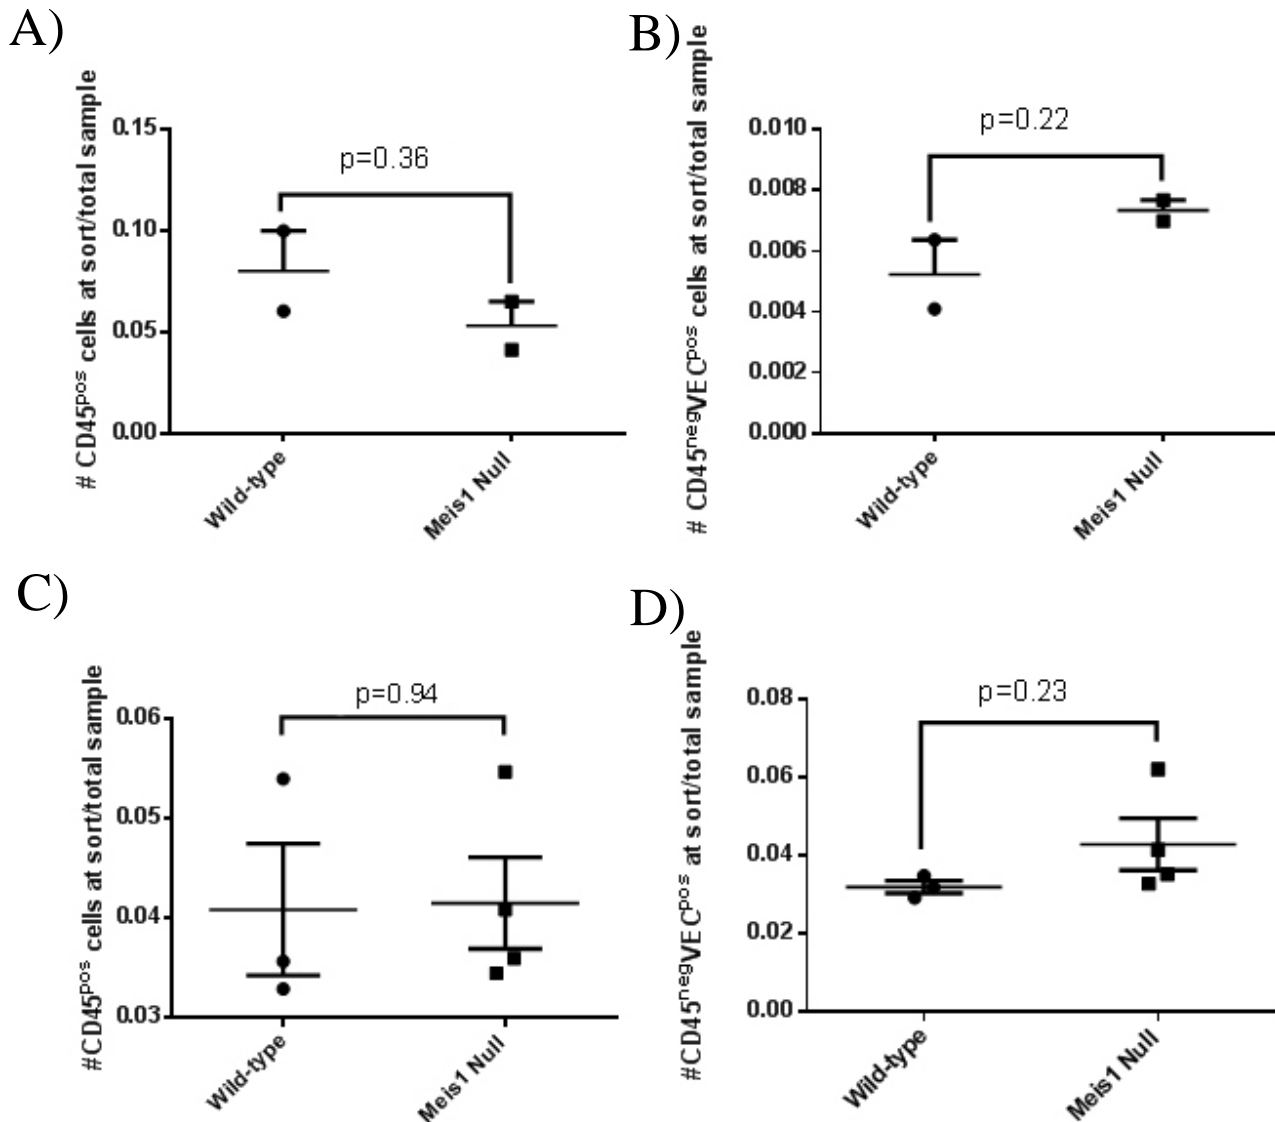 A)
# CD45pos cells at sort/total sample
0.15
0.10
0.05
0.00
p=0.36
Wild-type
Meis1 Null
B)
# CD45negVECpos cells at sort/total sample
0.010
0.008
0.006
0.004
0.002
0.000
p=0.22
Wild-type
Meis1 Null
C)
#CD45pos cells at sort/total sample
0.06
0.05
0.04
0.03
p=0.94
Wild-type
Meis1 Null
D)
#CD45negVECpos at sort/total sample
0.08
0.06
0.04
0.02
0.00
p=0.23
Wild-type
Meis1 Null